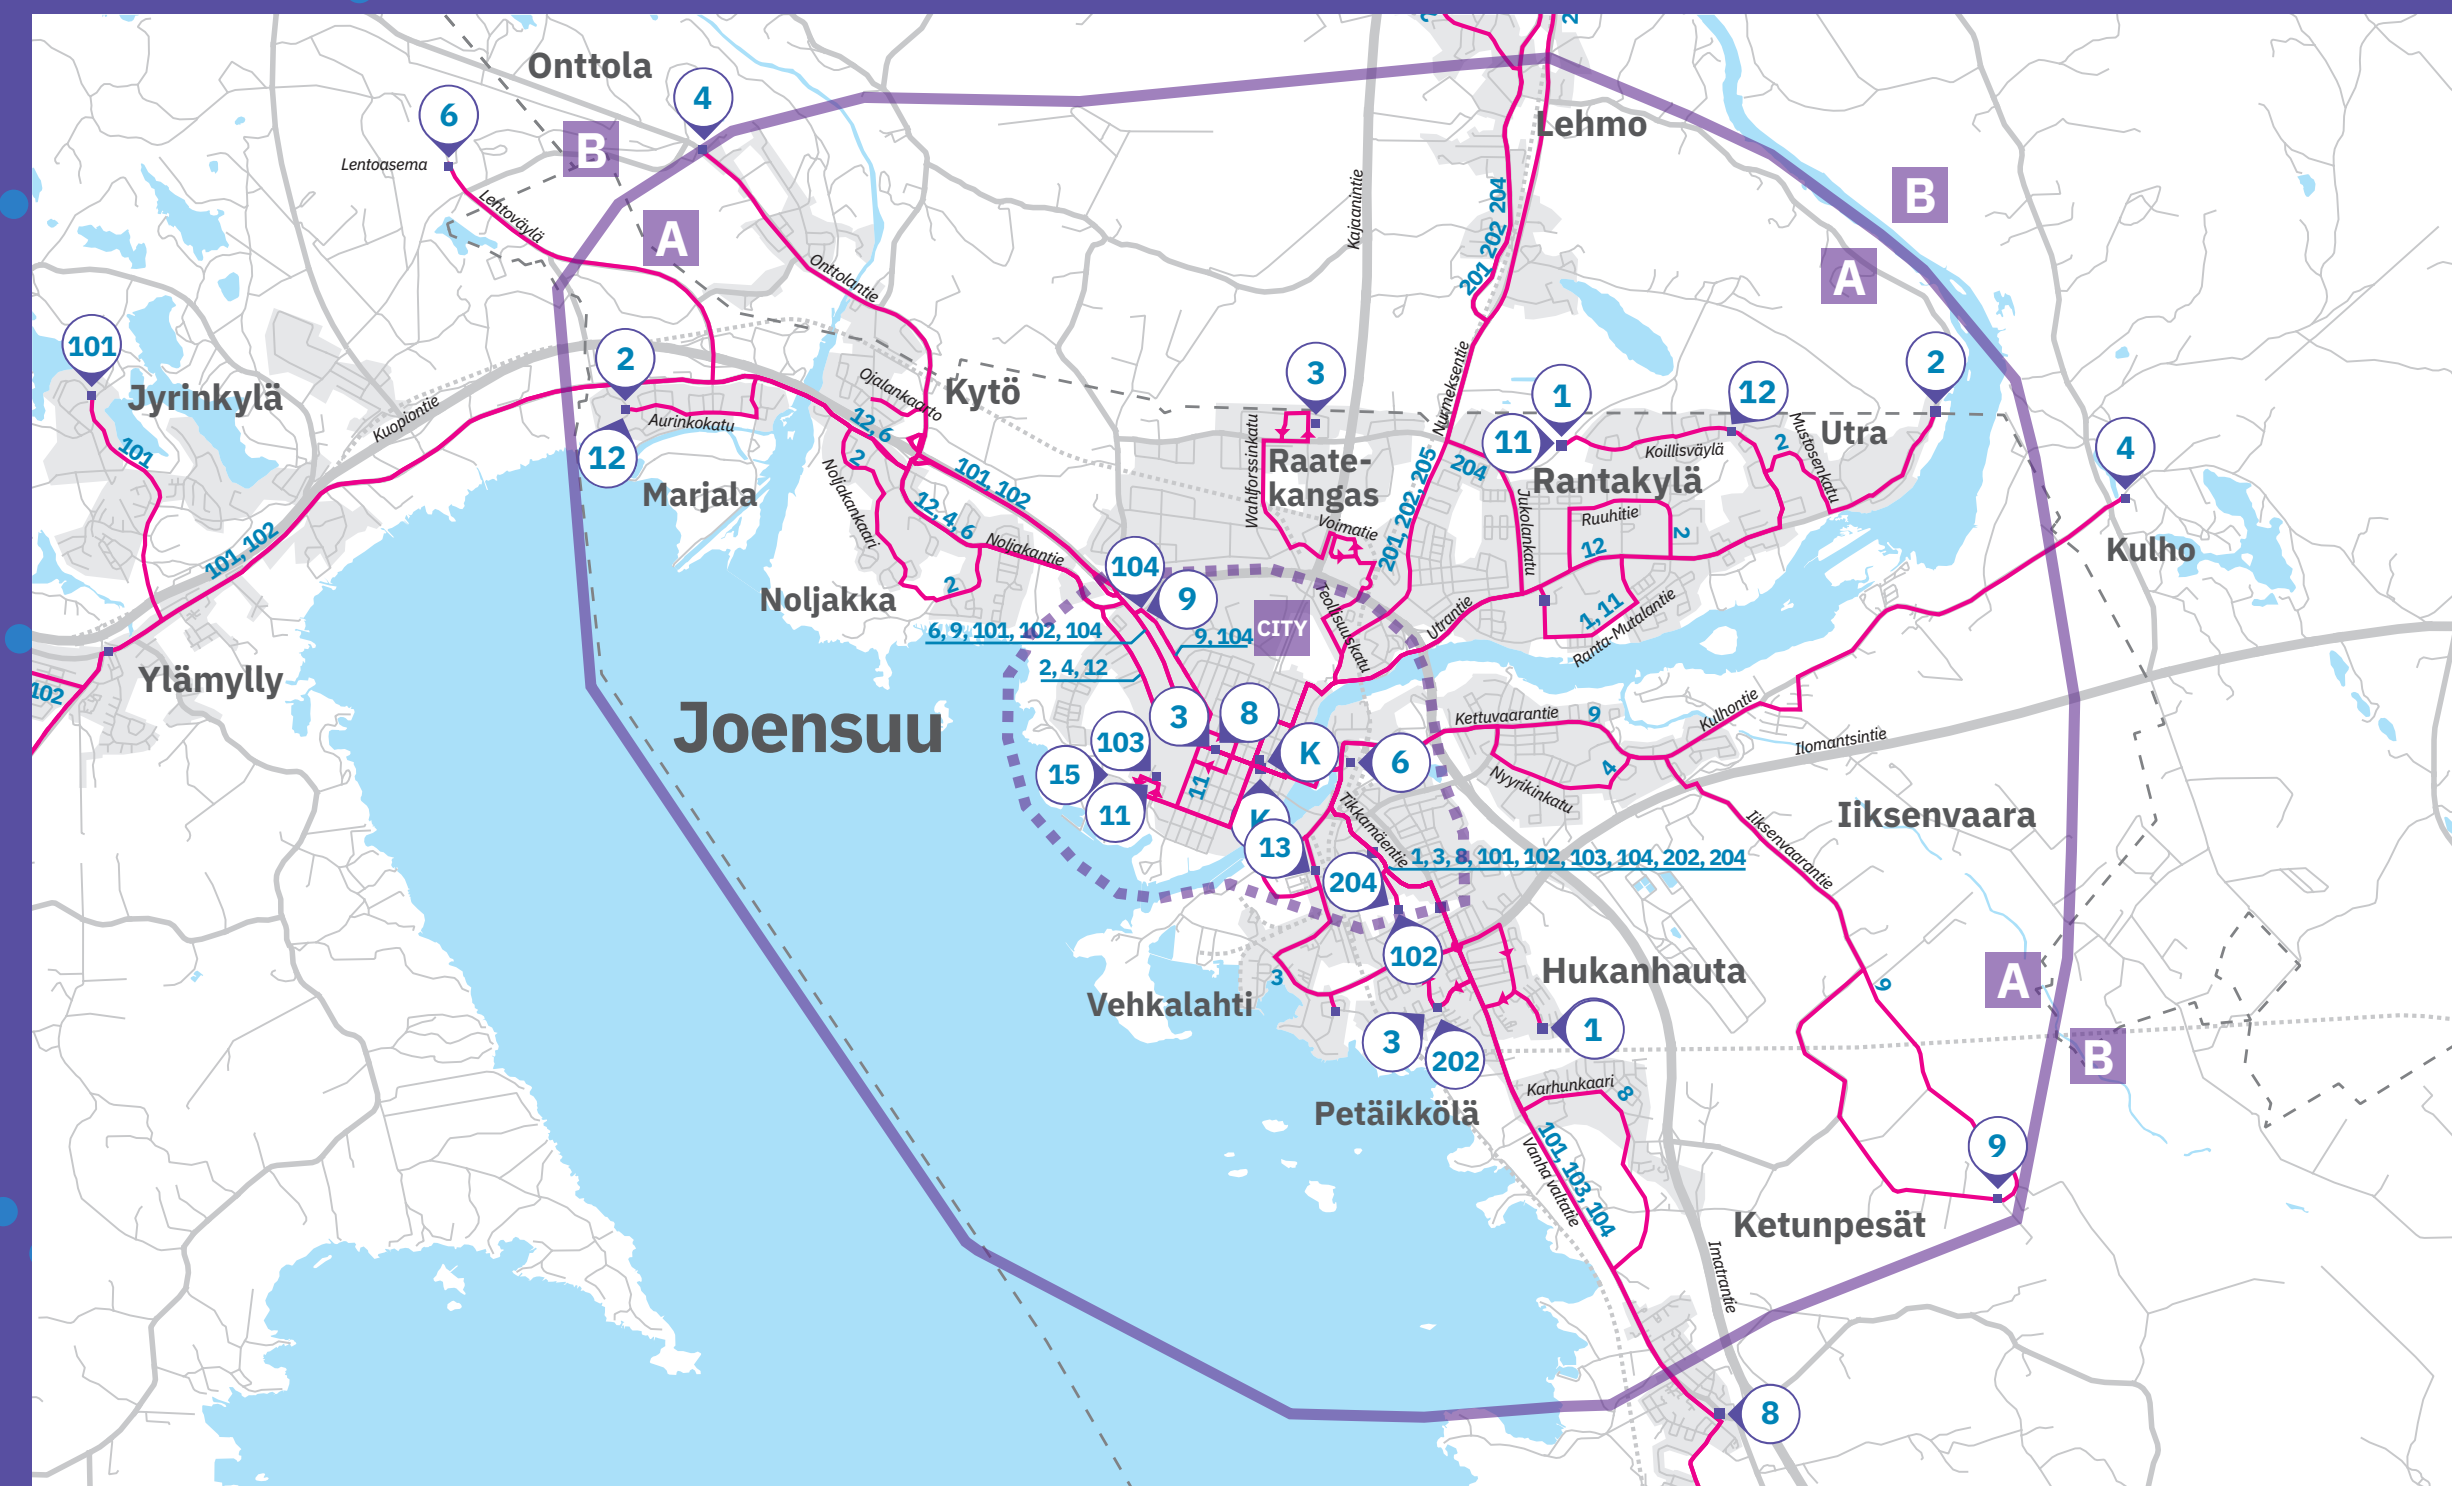 2
2
Onttola
4
6
B
Lehmo
Lentoasema
Lentoväylä
A
B
Kajaanintie
201 202 204
Onttolantie
A
101
2
3
2
Jyrinkylä
Kuopiontie
Ojalankaarto
Kytö
Nurmeksentie
1
12
Aurinkokatu
12, 6
Wahlforssinkatu
11
Koillisväylä
2
Mustosenkatu
Utra
4
101
12
2
101, 102
Raate-
kangas
204
Rantakylä
Marjala
Noljakankaari
12, 4, 6
Voimatie
201, 202, 205
Jukolankatu
Ruuhitie
2
101, 102
Noljakantie
12
Kulho
Noljakka
2
104
9
Teollisuuskatu
Utrantie
1, 11
Ranta-Mutalantie
CITY
6, 9, 101, 102, 104
9, 104
2, 4, 12
102
Ylämylly
Joensuu
3
8
Kettuvaarantie
9
Kulhontie
Ilomantsintie
103
15
K
6
11
11
Nyyrikinkatu
4
K
13
Tikkamäentie
Iiksenvaara
Iiksenvaarantie
1, 3, 8, 101, 102, 103, 104, 202, 204
204
102
Hukanhauta
3
Vehkalahti
9
A
3
202
1
B
Petäikkölä
Karhunkaari
8
101, 103, 104
Vanha valtatie
9
Ketunpesät
Imatrantie
8